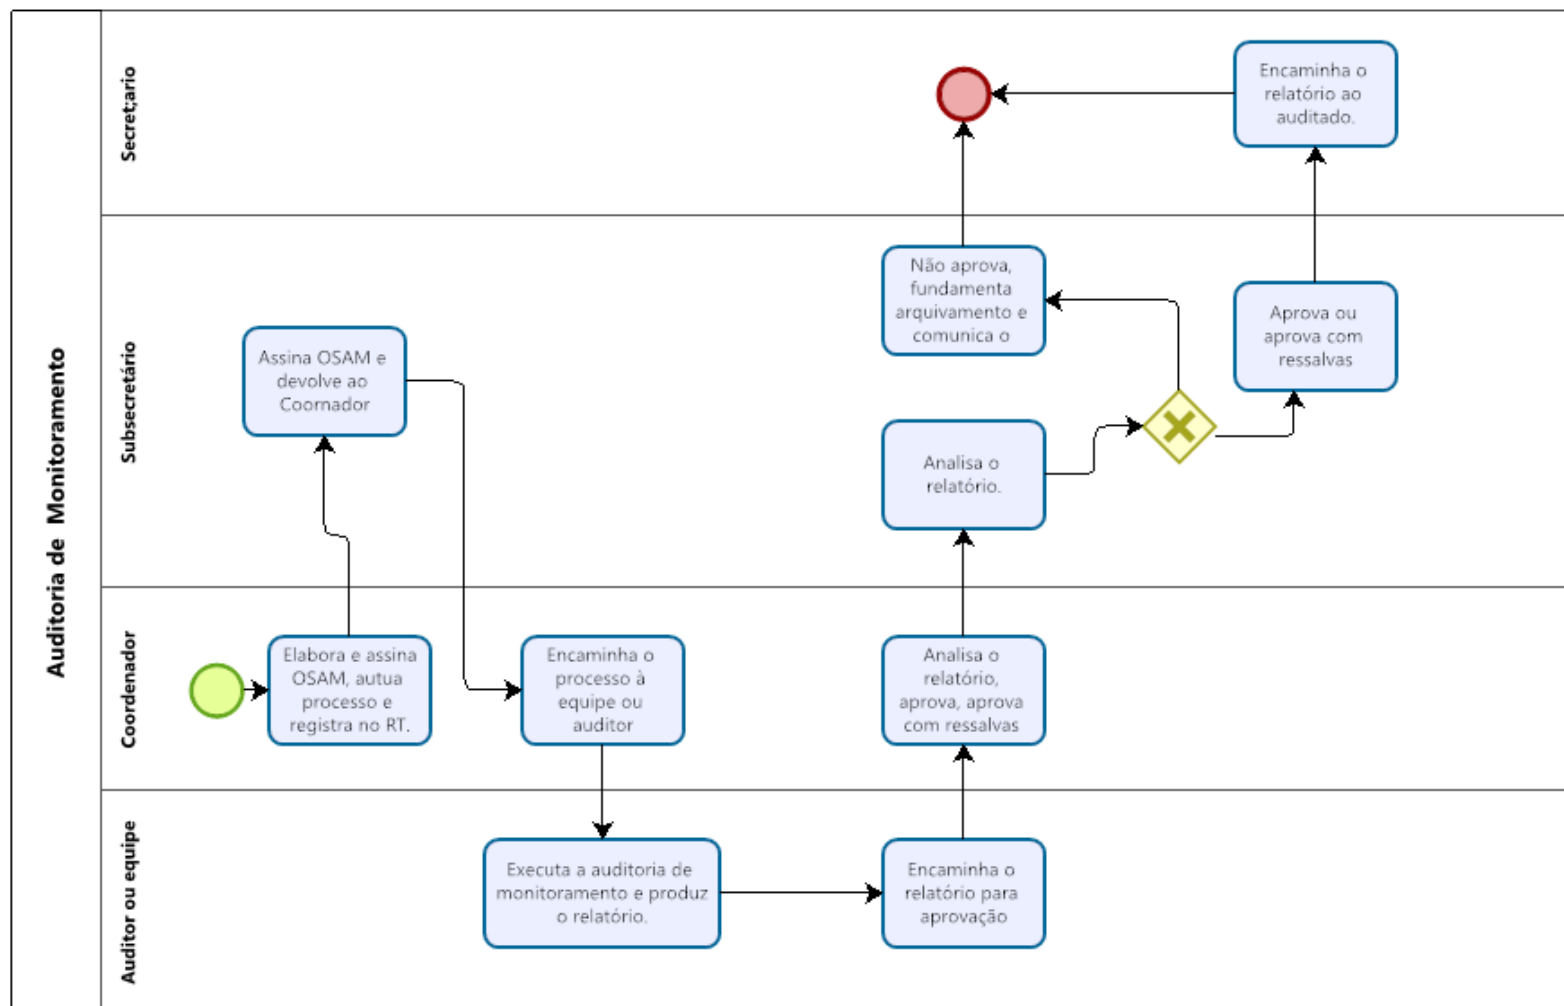 Auditoria de Monitoramento
Secret;ario
Encaminha o
relatório ao
auditado.
Subsecretário
Não aprova,
fundamenta
arquivamento e
comunica o
Aprova ou
aprova com
ressalvas
Assina OSAM e
devolve ao
Coornador
Analisa o
relatório.
Coordenador
Elabora e assina
OSAM, autua
processo e
registra no RT.
Encaminha o
processo à
equipe ou
auditor
Analisa o
relatório,
aprova, aprova
com ressalvas
Auditor ou equipe
Executa a auditoria de
monitoramento e produz
o relatório.
Encaminha o
relatório para
aprovação